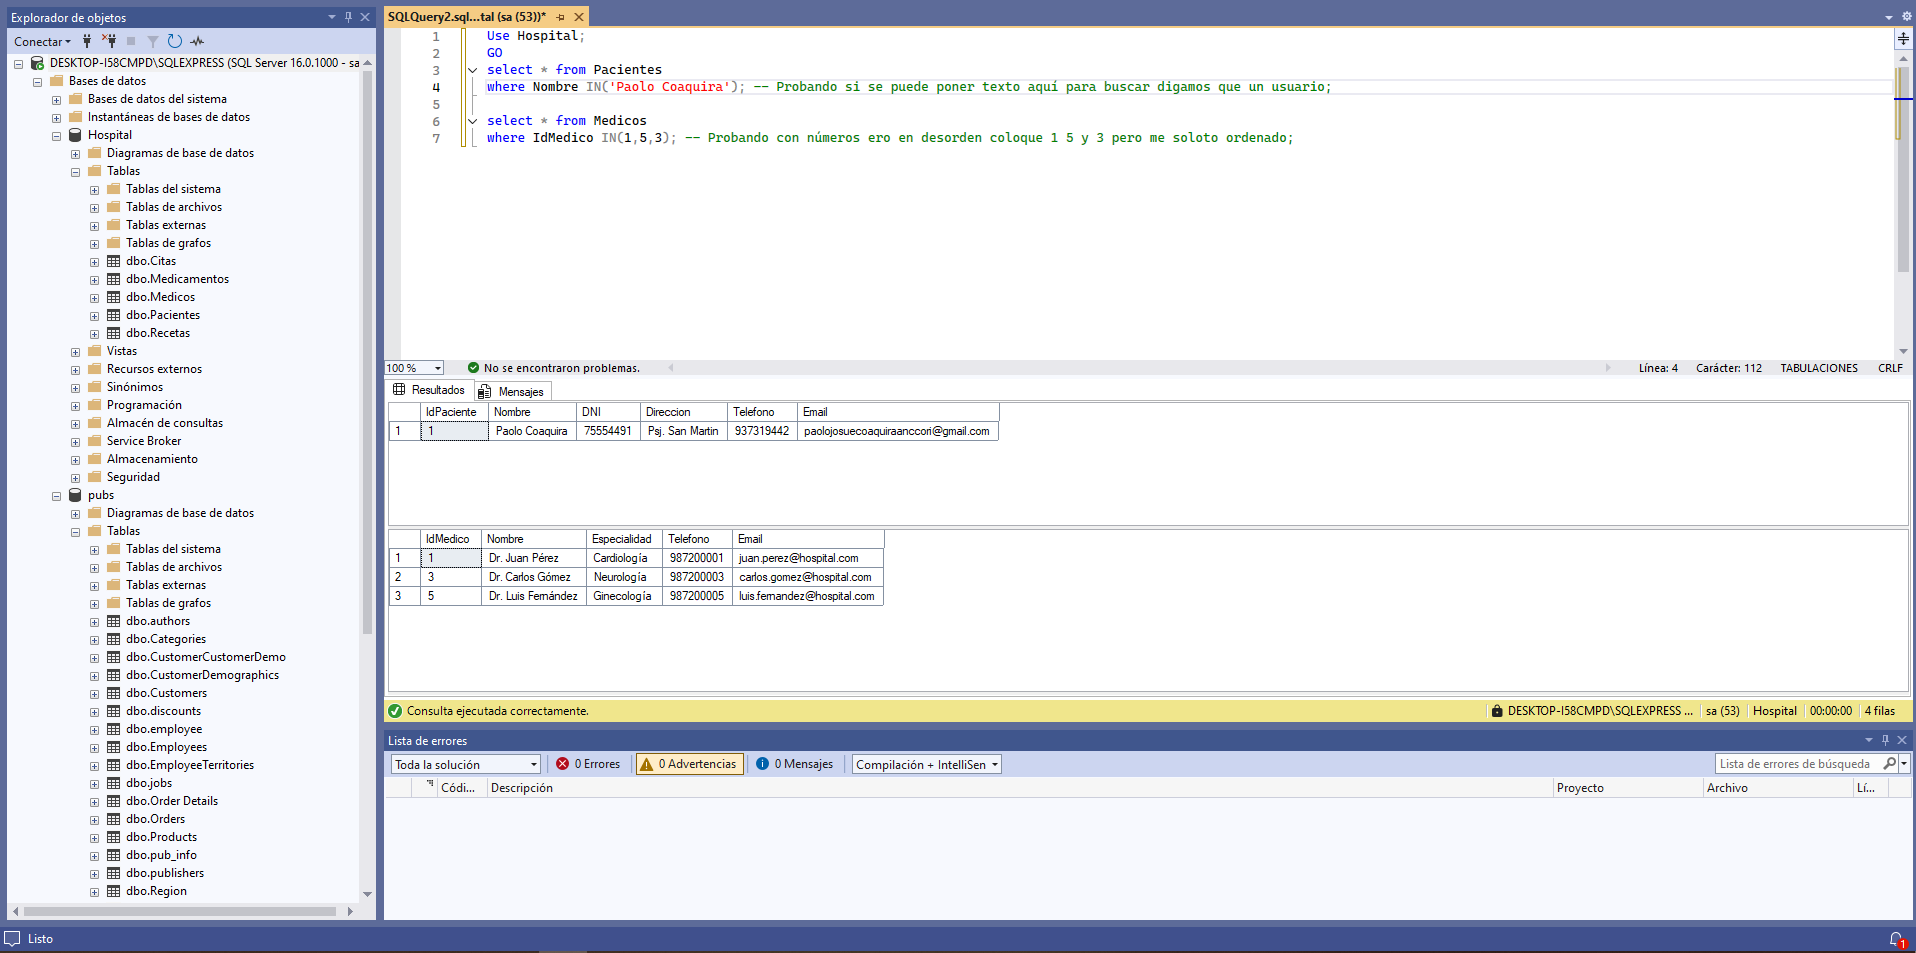 Explorador de objetos
Conectar
DESKTOP-I58CMPD\SQLEXPRESS (SQL Server 16.0.1000 - sa
Bases de datos
Bases de datos del sistema
Instantáneas de bases de datos
Hospital
Diagramas de base de datos
Tablas
Tablas del sistema
Tablas de archivos
Tablas externas
Tablas de grafos
dbo.Citas
dbo.Medicamentos
dbo.Medicos
dbo.Pacientes
dbo.Recetas
Vistas
Recursos externos
Sinónimos
Programación
Almacén de consultas
Service Broker
Almacenamiento
Seguridad
pubs
Diagramas de base de datos
Tablas
Tablas del sistema
Tablas de archivos
Tablas externas
Tablas de grafos
dbo.authors
dbo.Categories
dbo.CustomerCustomerDemo
dbo.CustomerDemographics
dbo.Customers
dbo.discounts
dbo.employee
dbo.Employees
dbo.EmployeeTerritories
dbo.jobs
dbo.Order Details
dbo.Orders
dbo.Products
dbo.pub_info
dbo.publishers
dbo.Region
SQLQuery2.sql...tal (sa (53))*
1 Use Hospital;
2 GO
3 select * from Pacientes
4 where Nombre IN('Paolo Coaquira'); -- Probando si se puede poner texto aquí para buscar digamos que un usuario;
5
6 select * from Medicos
7 where IdMedico IN(1,5,3); -- Probando con números ero en desorden coloque 1 5 y 3 pero me soloto ordenado;
100 % No se encontraron problemas. Línea: 4 Carácter: 112 TABULACIONES CRLF
Resultados Mensajes
IdPaciente Nombre DNI Direccion Telefono Email
1 1 Paolo Coaquira 75554491 Psj. San Martin 937319442 paolojosuecoaquiraanccori@gmail.com
IdMedico Nombre Especialidad Telefono Email
1 1 Dr. Juan Pérez Cardiología 987200001 juan.perez@hospital.com
2 3 Dr. Carlos Gómez Neurología 987200003 carlos.gomez@hospital.com
3 5 Dr. Luis Fernández Ginecología 987200005 luis.fernandez@hospital.com
Consulta ejecutada correctamente. DESKTOP-I58CMPD\SQLEXPRESS ... sa (53) Hospital 00:00:00 4 filas
Lista de errores
Toda la solución 0 Errores 0 Advertencias 0 Mensajes Compilación + IntelliSen Lista de errores de búsqueda
Códi... Descripción Proyecto Archivo Lí...
Listo 1